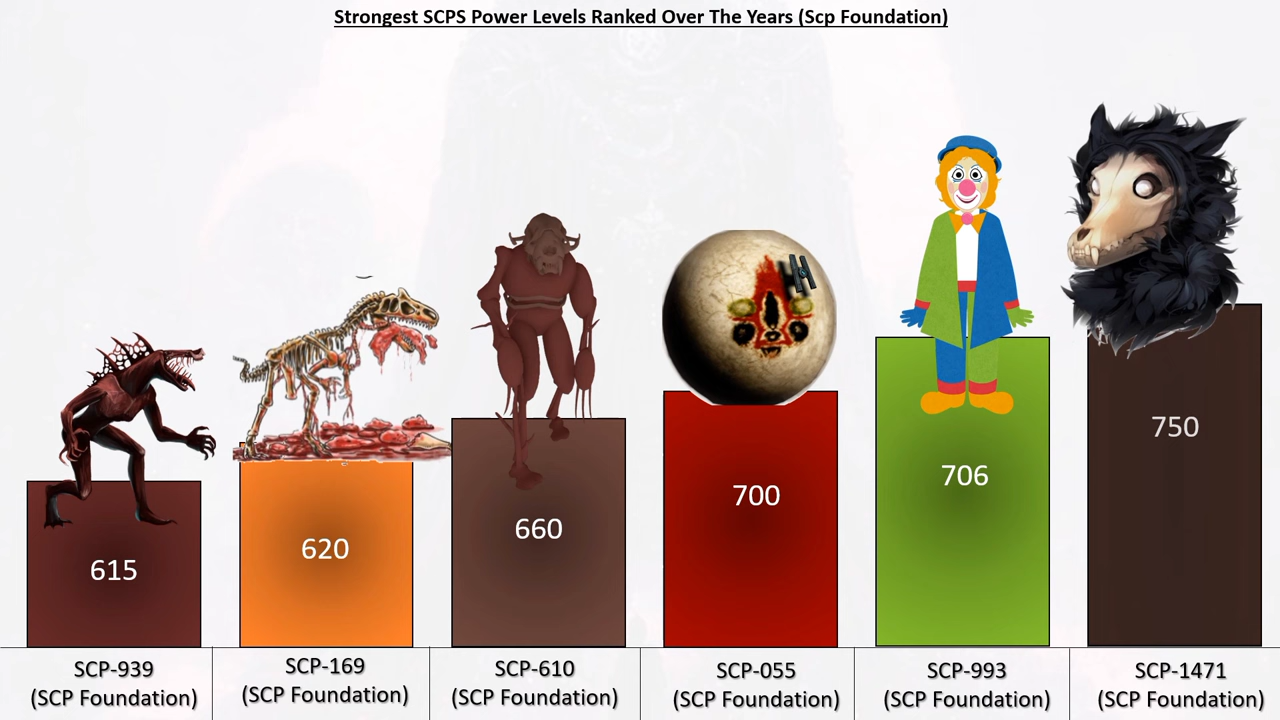 Strongest SCPS Power Levels Ranked Over The Years (Scp Foundation)
615
620
660
700
706
750
SCP-939
(SCP Foundation)
SCP-169
(SCP Foundation)
SCP-610
(SCP Foundation)
SCP-055
(SCP Foundation)
SCP-993
(SCP Foundation)
SCP-1471
(SCP Foundation)